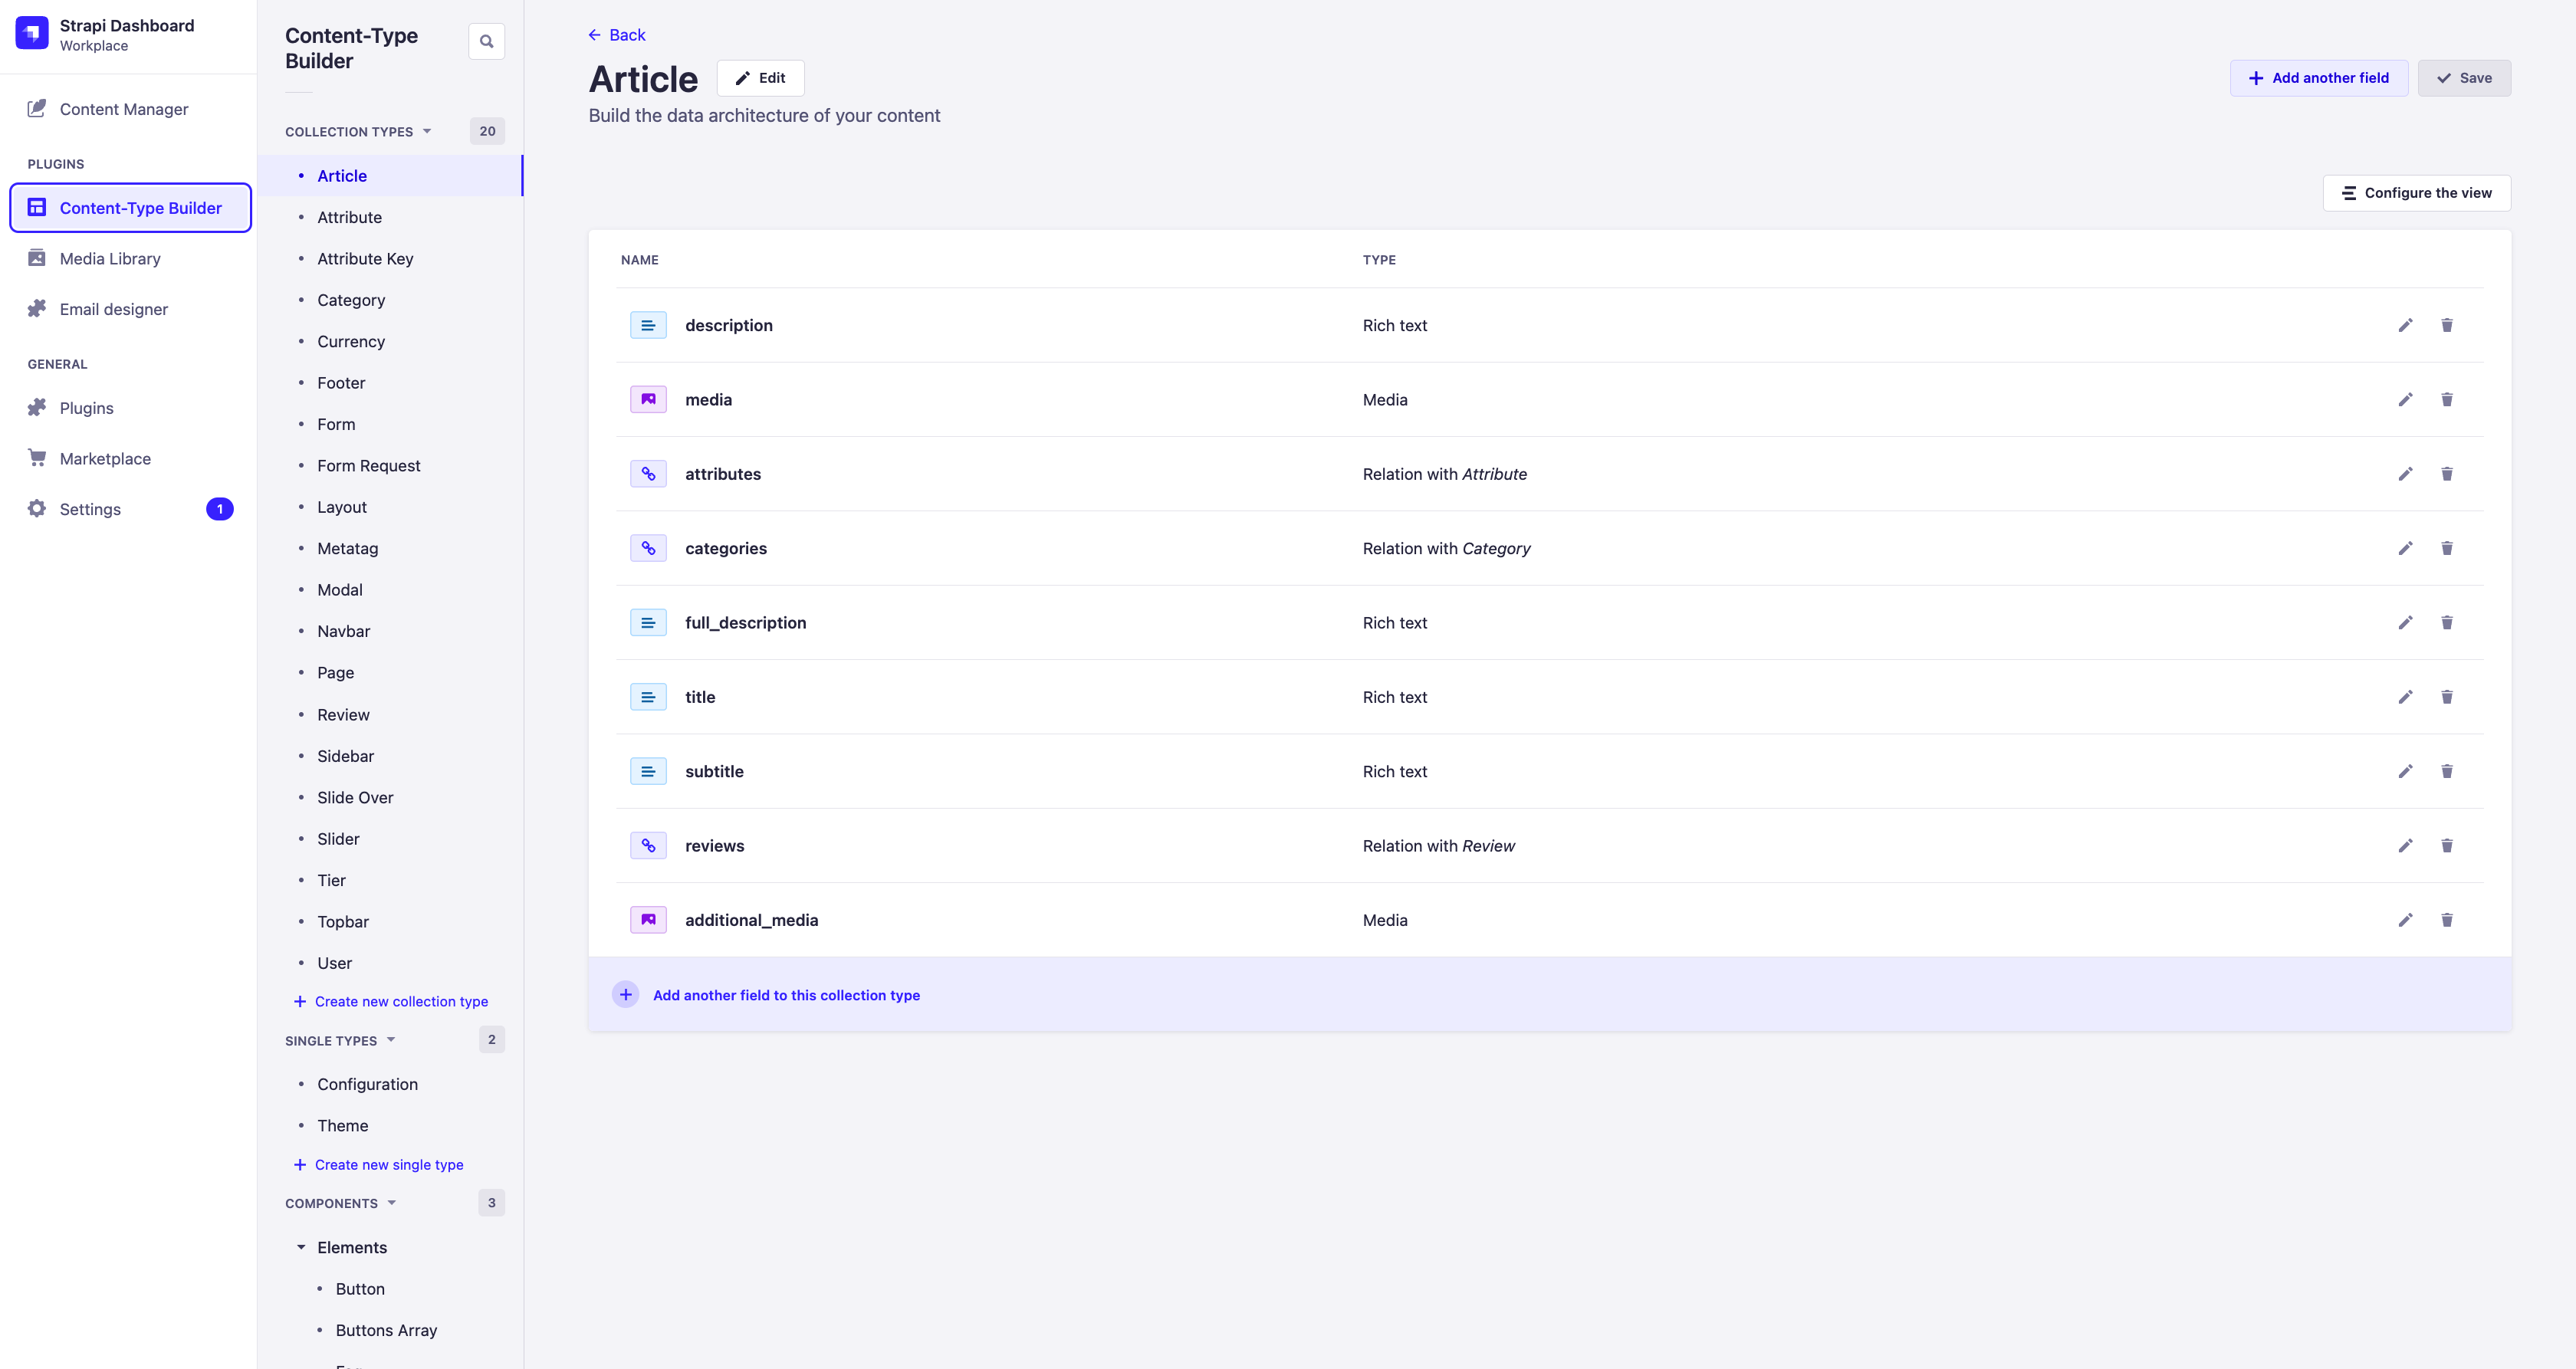 Strapi Dashboard
Workplace
Content Manager
PLUGINS
Content-Type Builder
Media Library
Email designer
GENERAL
Plugins
Marketplace
Settings
1
Content-Type
Builder
COLLECTION TYPES
20
Article
Attribute
Attribute Key
Category
Currency
Footer
Form
Form Request
Layout
Metatag
Modal
Navbar
Page
Review
Sidebar
Slide Over
Slider
Tier
Topbar
User
Create new collection type
SINGLE TYPES
2
Configuration
Theme
Create new single type
COMPONENTS
3
Elements
Button
Buttons Array
Back
Article
Edit
Build the data architecture of your content
Add another field
Save
Configure the view
NAME TYPE
description Rich text
media Media
attributes Relation with Attribute
categories Relation with Category
full_description Rich text
title Rich text
subtitle Rich text
reviews Relation with Review
additional_media Media
Add another field to this collection type